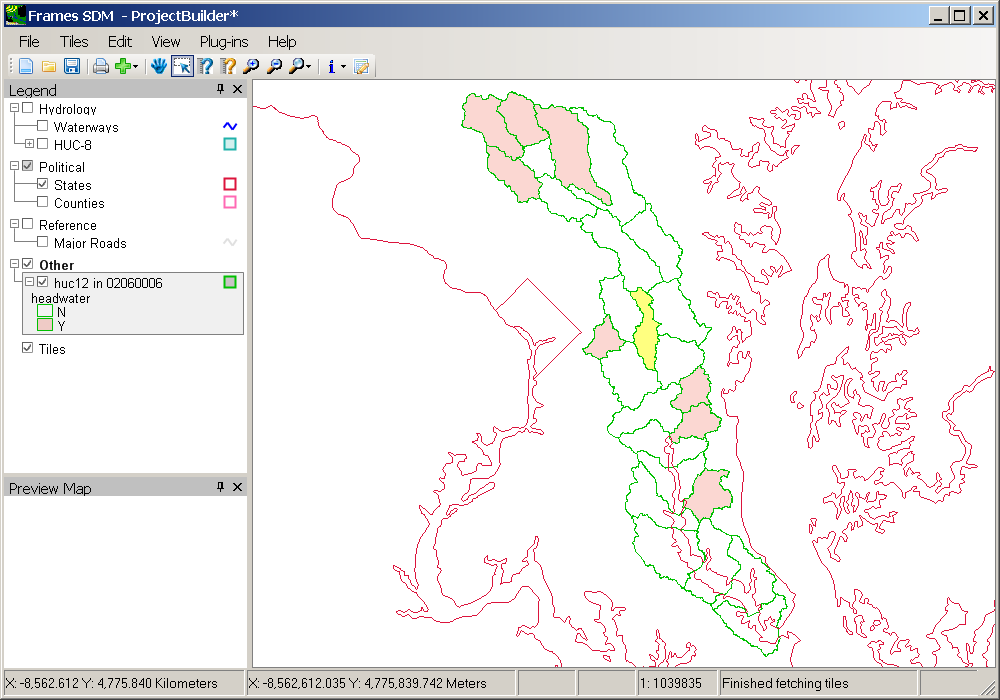 Frames SDM - ProjectBuilder*
File Tiles Edit View Plug-ins Help
Legend
Hydrology
Waterways
HUC-8
Political
States
Counties
Reference
Major Roads
Other
huc12 in 02060006
headwater
N
Y
Tiles
Preview Map
X: -8,562.612 Y: 4,775.840 Kilometers X: -8,562,612.035 Y: 4,775,839.742 Meters 1: 1039835 Finished fetching tiles